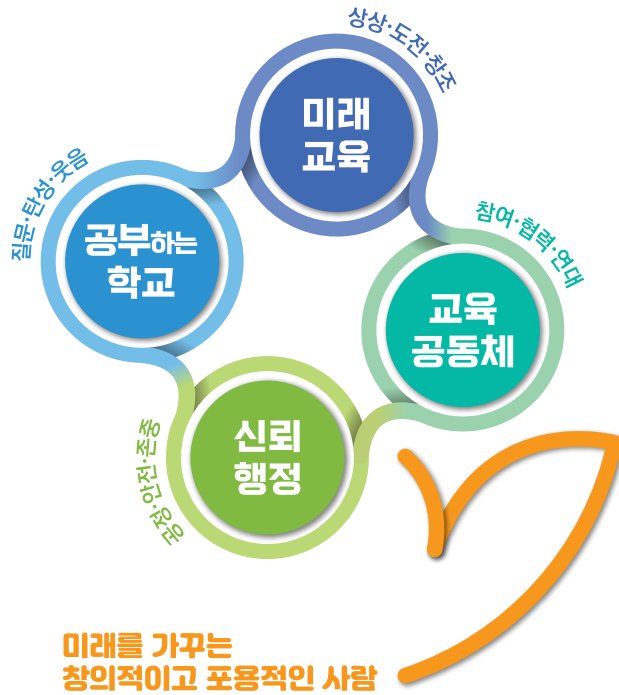 상상·도전·창조
미래
교육
질문·탄성·웃음
공부하는
학교
참여·협력·연대
교육
공동체
공정·안전·존중
신뢰
행정
미래를 가꾸는
창의적이고 포용적인 사람